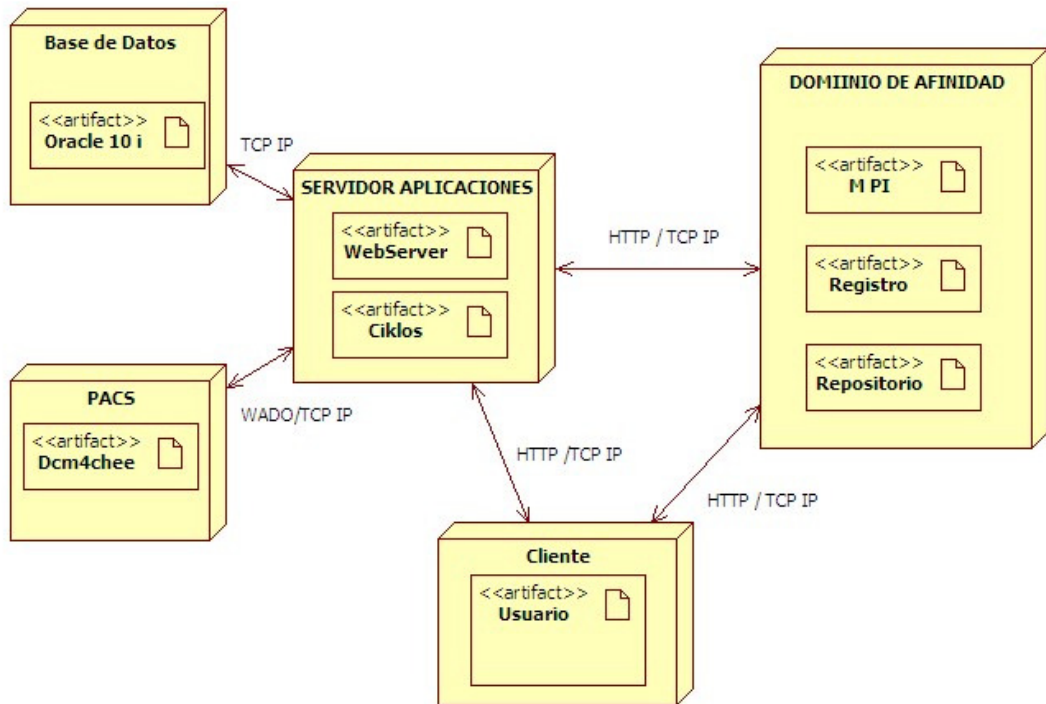 Base de Datos
<<artifact>>
Oracle 10 i
TCP IP
SERVIDOR APLICACIONES
<<artifact>>
WebServer
<<artifact>>
Ciklos
HTTP / TCP IP
DOMIINIO DE AFINIDAD
<<artifact>>
M PI
<<artifact>>
Registro
<<artifact>>
Repositorio
PACS
<<artifact>>
Dcm4chee
WADO/TCP IP
HTTP /TCP IP
HTTP / TCP IP
Cliente
<<artifact>>
Usuario